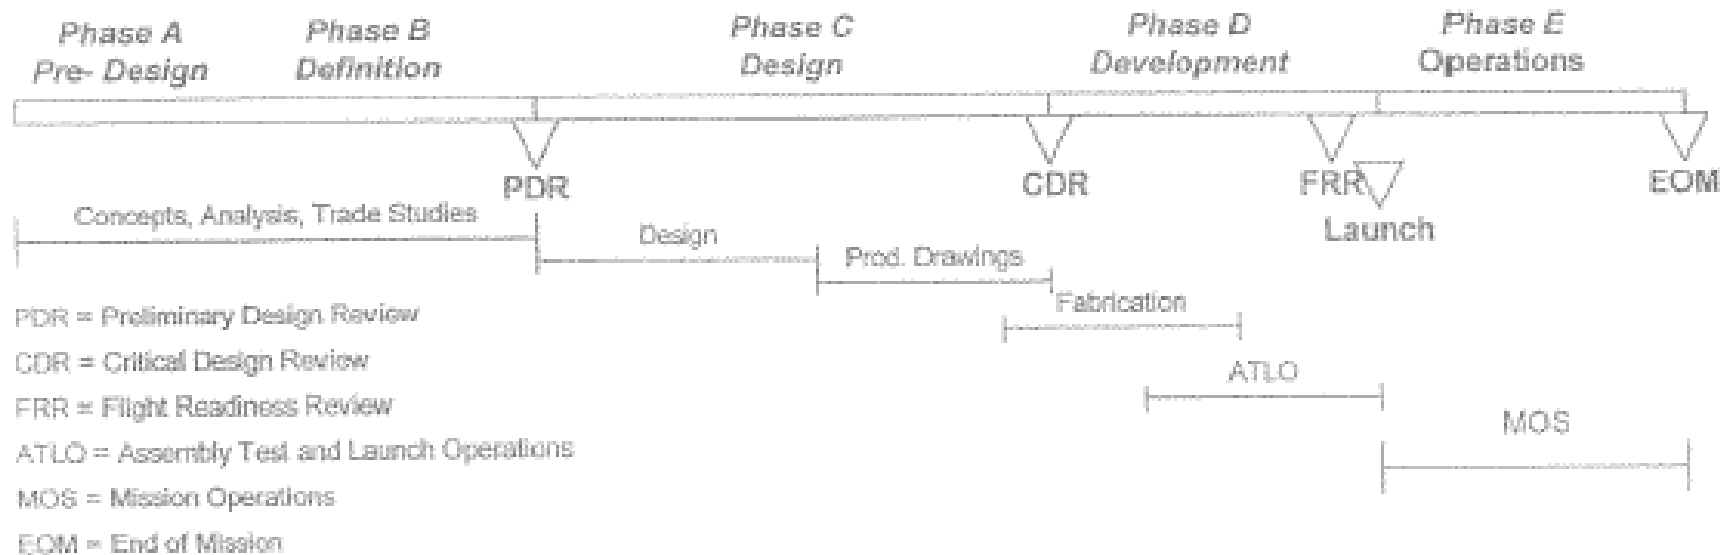 Phase A Phase B Phase C Phase D Phase E
Pre- Design Definition Design Development Operations
PDR CDR FRR EOM
Launch
Concepts, Analysis, Trade Studies
Design
Prod. Drawings
Fabrication
ATLO
MOS
PDR = Preliminary Design Review
CDR = Critical Design Review
FRR = Flight Readiness Review
ATLO = Assembly Test and Launch Operations
MOS = Mission Operations
EOM = End of Mission